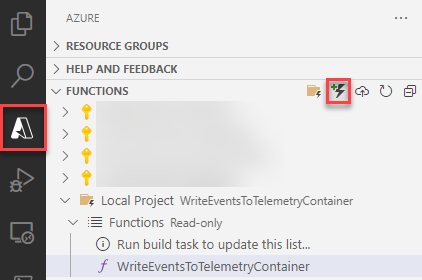 AZURE
RESOURCE GROUPS
HELP AND FEEDBACK
FUNCTIONS
Local Project WriteEventsToTelemetryContainer
Functions Read-only
Run build task to update this list...
WriteEventsToTelemetryContainer